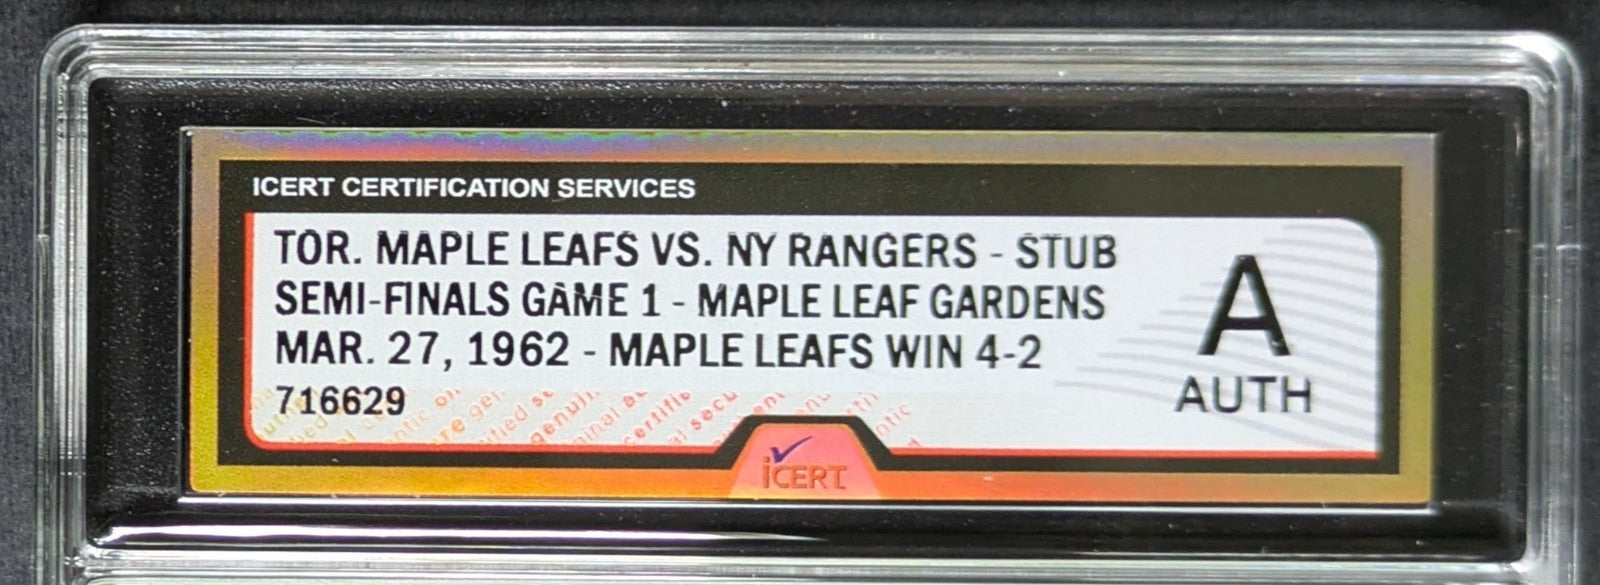 ICERT CERTIFICATION SERVICES
TOR. MAPLE LEAFS VS. NY RANGERS - STUB
SEMI-FINALS GAME 1 - MAPLE LEAF GARDENS
MAR. 27, 1962 - MAPLE LEAFS WIN 4-2
716629
A
AUTH
iCERT